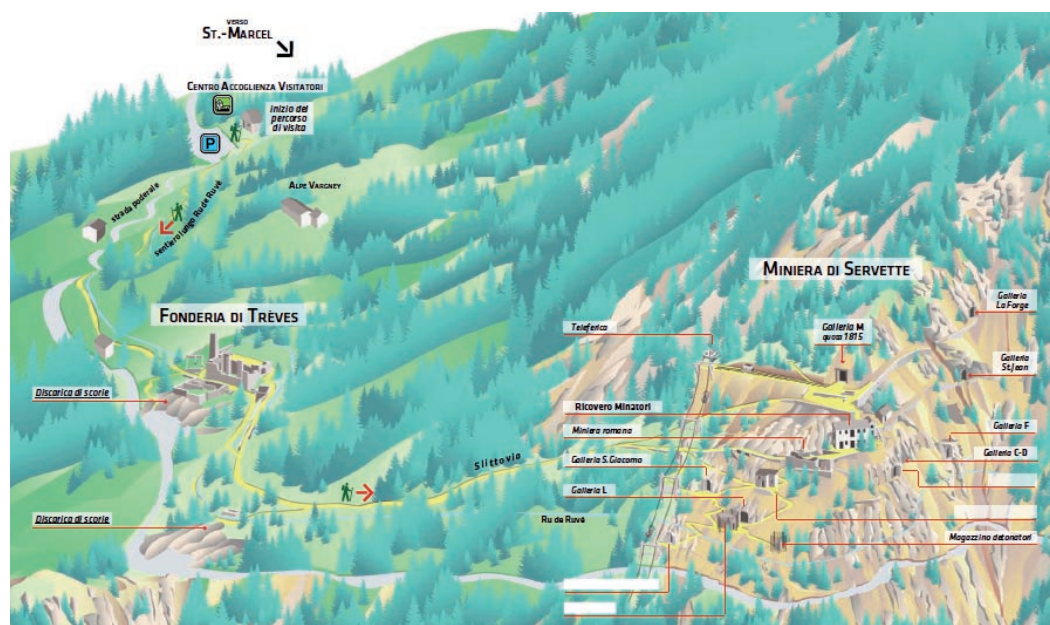 VERSO
ST.-MARCEL
CENTRO ACCOGLIENZA VISITATORI
P
inizio del
percorso
di visita
strada poderale
sentiero lungo Ru de Ruvé
ALPE VARGNEY
FONDERIA DI TRÈVES
Discarica di scorie
Discarica di scorie
Slittovia
MINIERA DI SERVETTE
Teleferica
Galleria M
quota 1815
Galleria
La Forge
Galleria
St.Jean
Ricovero Minatori
Miniera romana
Galleria S.Giacomo
Galleria L
Ru de Ruvé
Galleria F
Galleria C-D
Magazzino detonatori